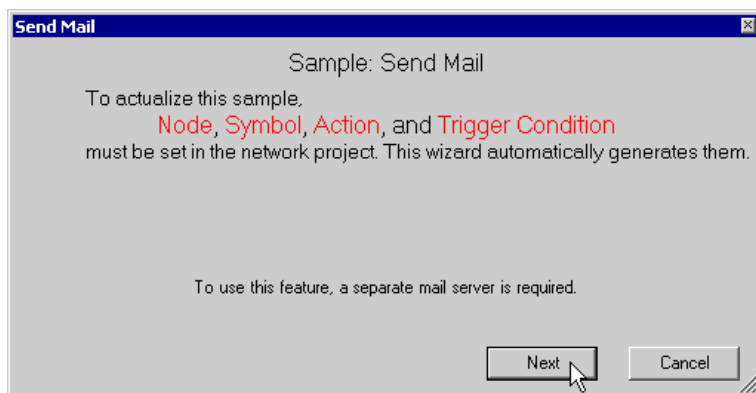 Send Mail
Sample: Send Mail
To actualize this sample,
Node, Symbol, Action, and Trigger Condition
must be set in the network project. This wizard automatically generates them.
To use this feature, a separate mail server is required.
Next
Cancel